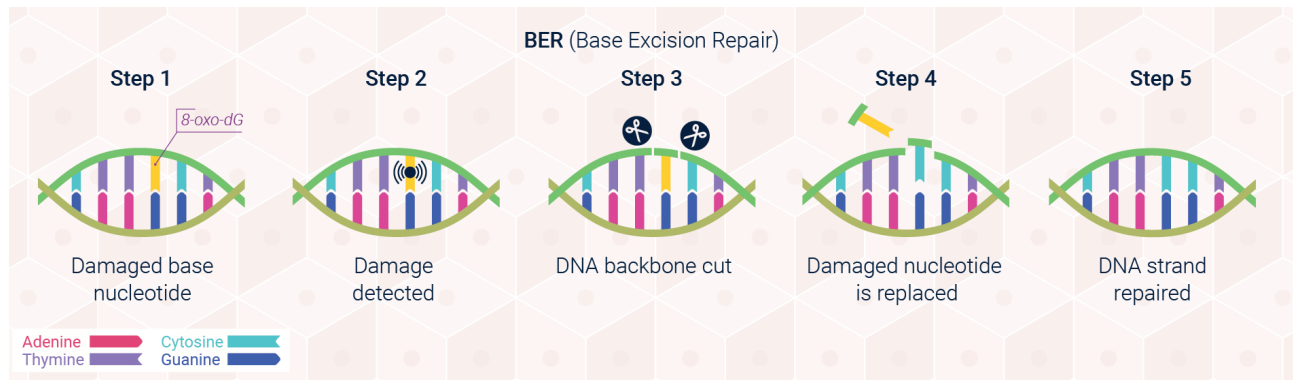 BER (Base Excision Repair)
Step 1
Step 2
Step 3
Step 4
Step 5
8-oxo-dG
Damaged base
nucleotide
Damage
detected
DNA backbone cut
Damaged nucleotide
is replaced
DNA strand
repaired
Adenine
Cytosine
Thymine
Guanine